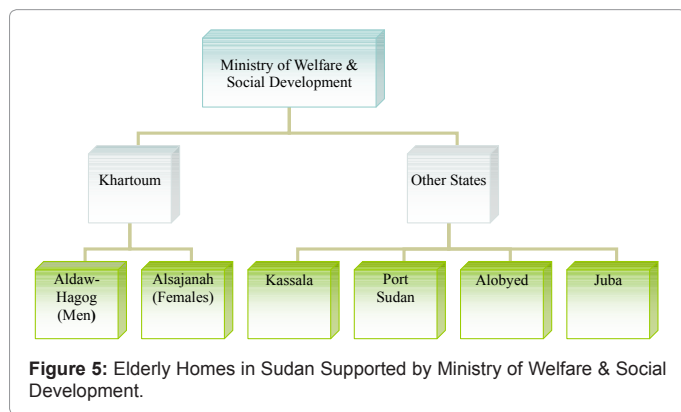 Ministry of Welfare &
Social Development
Khartoum
Other States
Aldaw-
Hagog
(Men)
Alsajanah
(Females)
Kassala
Port
Sudan
Alobyed
Juba
Figure 5: Elderly Homes in Sudan Supported by Ministry of Welfare & Social
Development.